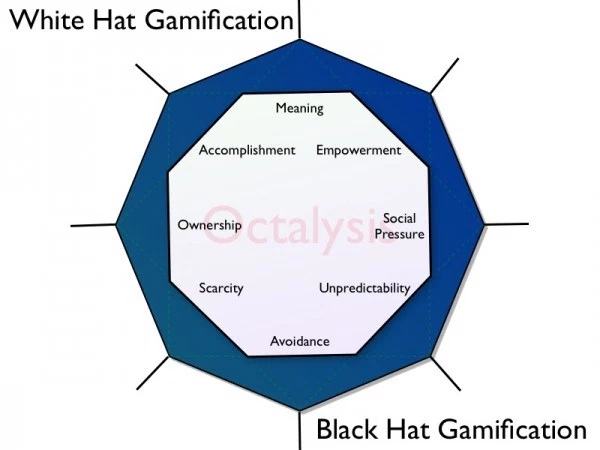 White Hat Gamification
Meaning
Accomplishment Empowerment
Ownership
Octalysis
Social
Pressure
Scarcity
Unpredictability
Avoidance
Black Hat Gamification